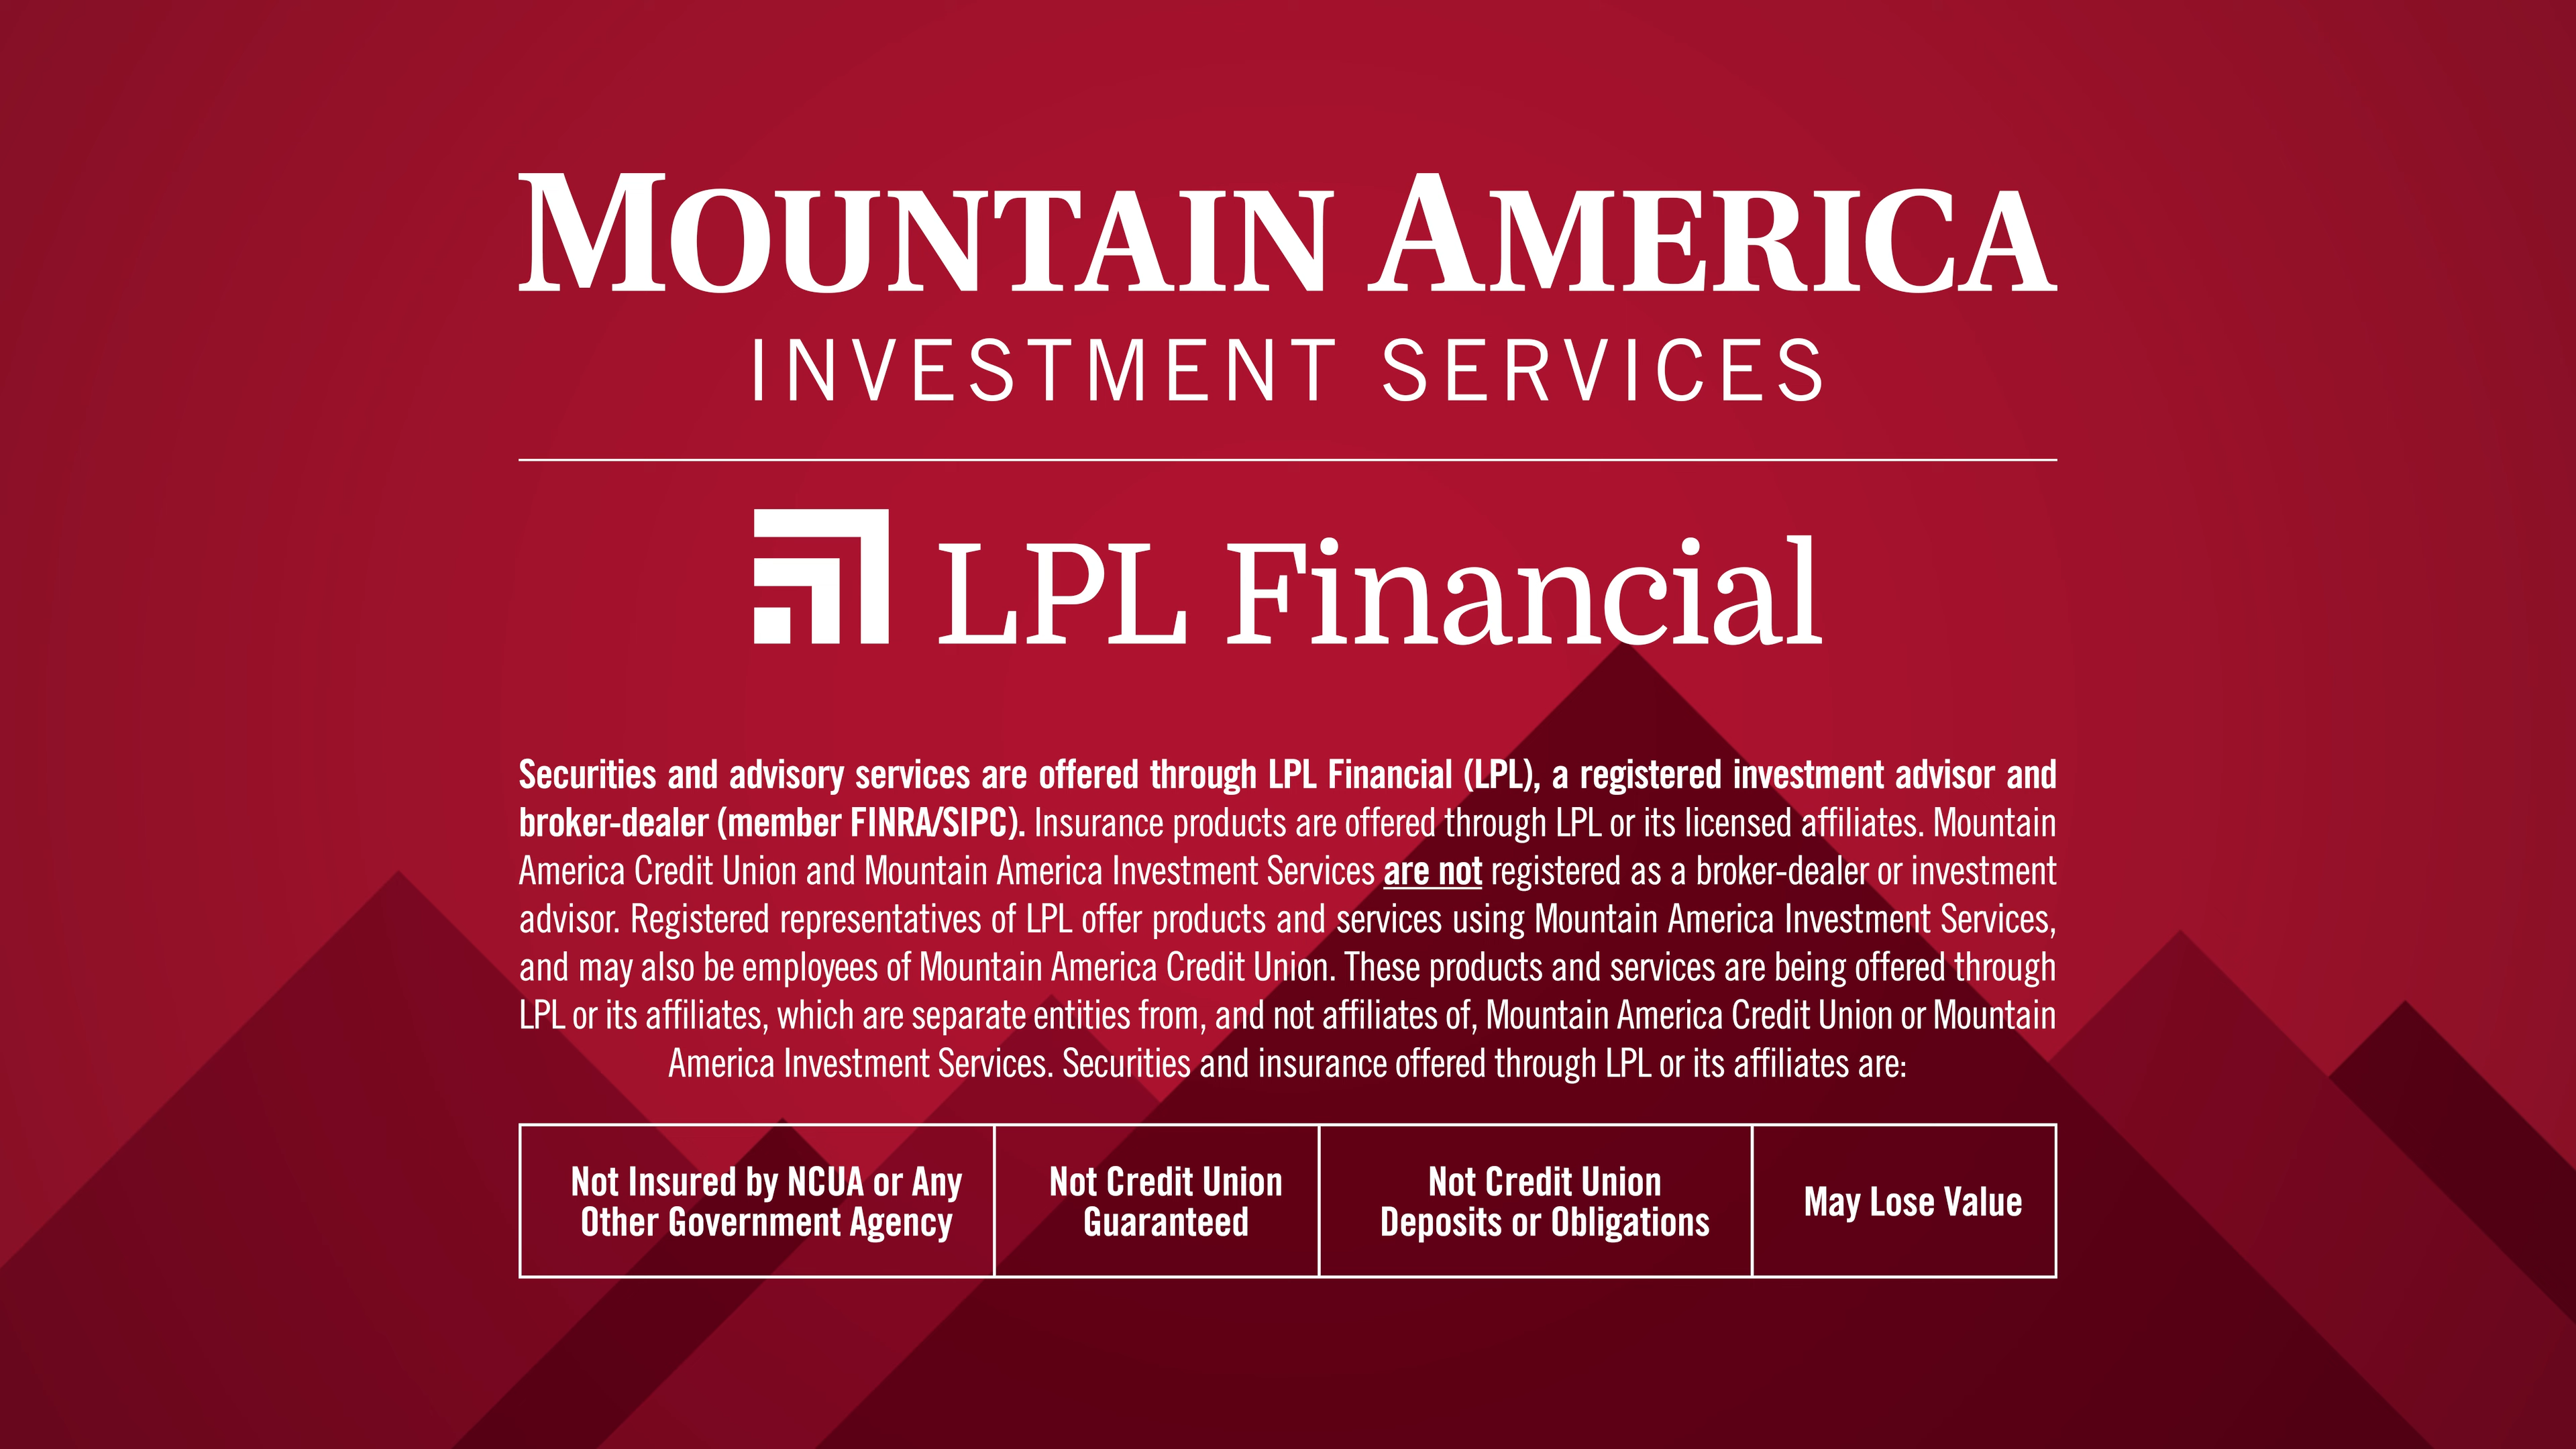 MOUNTAIN AMERICA
INVESTMENT SERVICES
LPL Financial
Securities and advisory services are offered through LPL Financial (LPL), a registered investment advisor and
broker-dealer (member FINRA/SIPC). Insurance products are offered through LPL or its licensed affiliates. Mountain
America Credit Union and Mountain America Investment Services are not registered as a broker-dealer or investment
advisor. Registered representatives of LPL offer products and services using Mountain America Investment Services,
and may also be employees of Mountain America Credit Union. These products and services are being offered through
LPL or its affiliates, which are separate entities from, and not affiliates of, Mountain America Credit Union or Mountain
America Investment Services. Securities and insurance offered through LPL or its affiliates are:
Not Insured by NCUA or Any
Other Government Agency
Not Credit Union
Guaranteed
Not Credit Union
Deposits or Obligations
May Lose Value